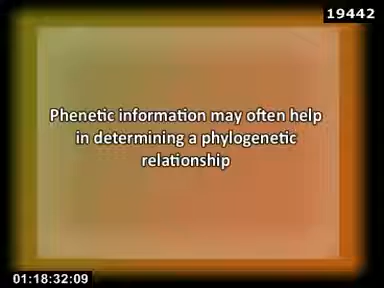 19442
Phenetic information may often help
in determining a phylogenetic
relationship
01:18:32:09